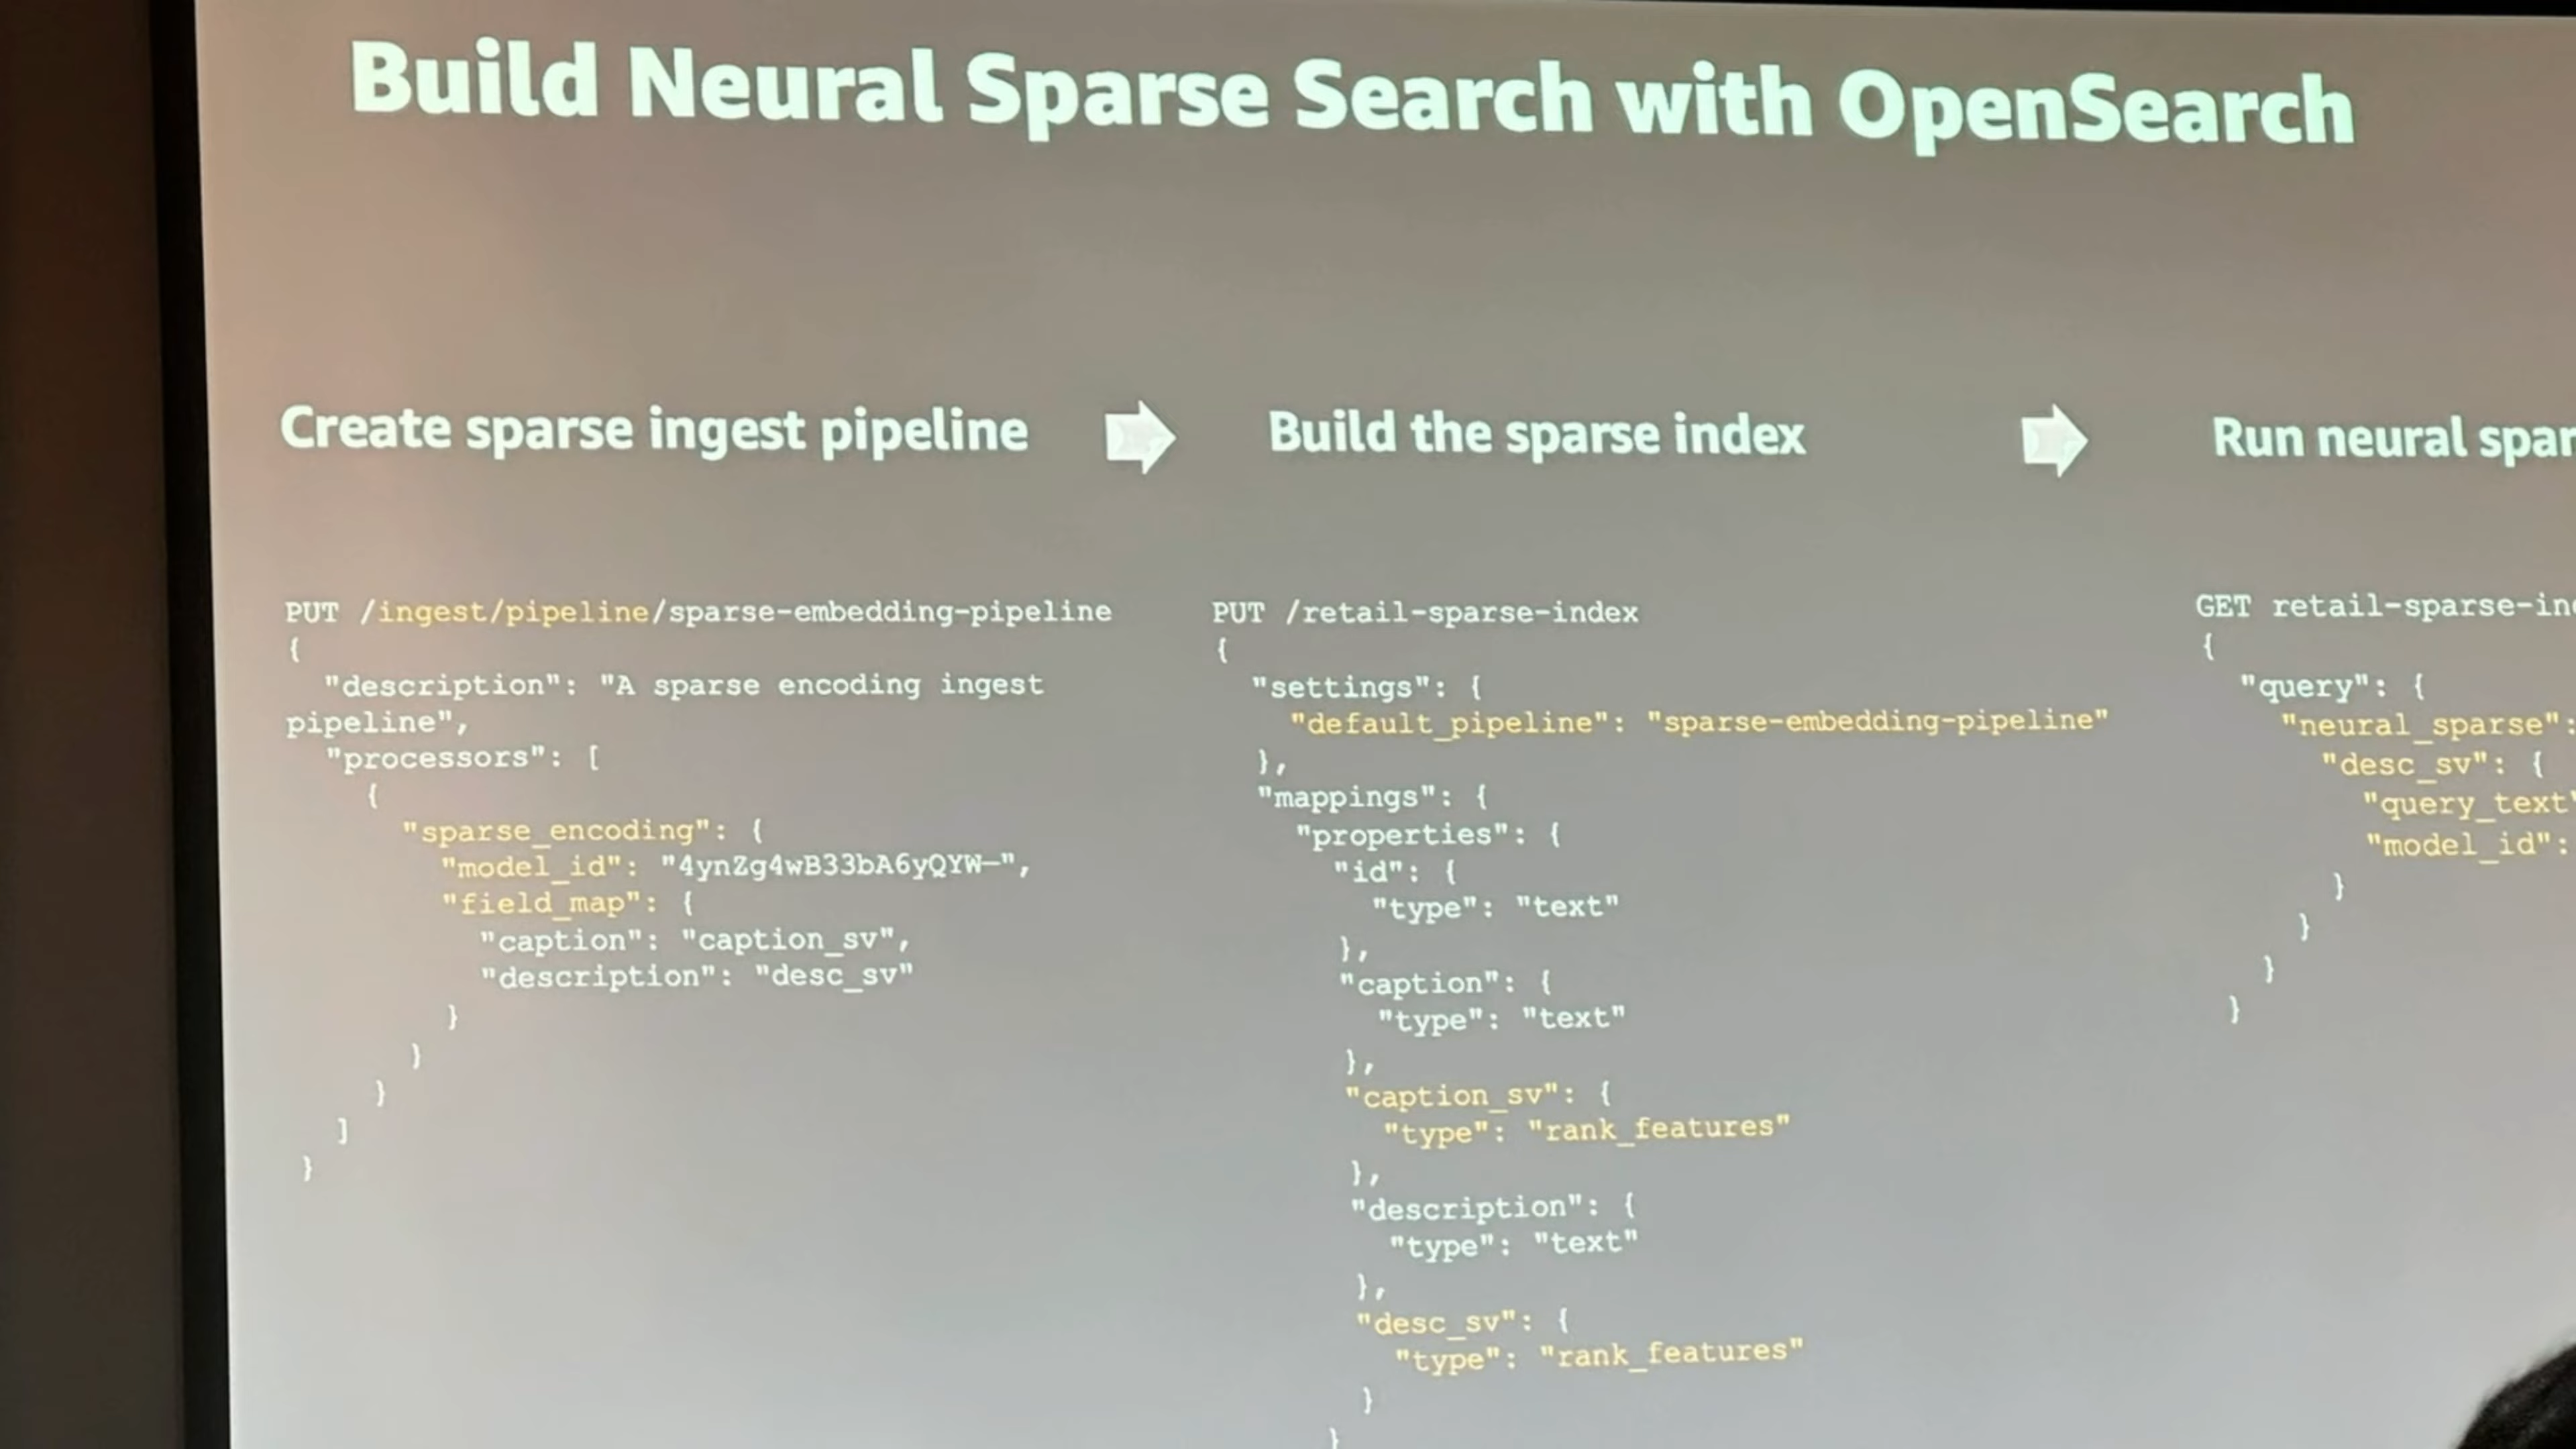 Build Neural Sparse Search with OpenSearch
Create sparse ingest pipeline
PUT /ingest/pipeline/sparse-embedding-pipeline
{
"description": "A sparse encoding ingest
pipeline",
"processors": [
{
"sparse_encoding": {
"model_id": "4ynZg4wB33bA6yQYW—",
"field_map": {
"caption": "caption_sv",
"description": "desc_sv"
}
}
}
]
}
Build the sparse index
PUT /retail-sparse-index
{
"settings": {
"default_pipeline": "sparse-embedding-pipeline"
},
"mappings": {
"properties": {
"id": {
"type": "text"
},
"caption": {
"type": "text"
},
"caption_sv": {
"type": "rank_features"
},
"description": {
"type": "text"
},
"desc_sv": {
"type": "rank_features"
}
}
Run neural spar
GET retail-sparse-in
{
"query": {
"neural_sparse":
"desc_sv": {
"query_text"
"model_id":
}
}
}
}